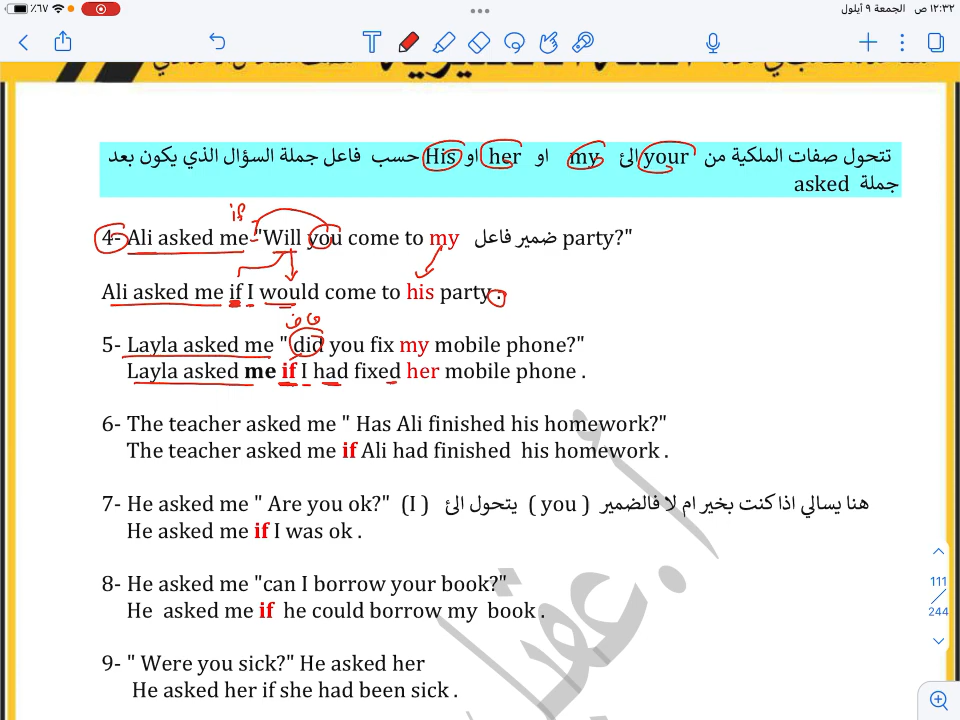 ١٢:٣٢ ص الجمعة ٩ أيلول
٪٦٧
تتحول صفات الملكية من your الئ my او her او His حسب فاعل جملة السؤال الذي يكون بعد
جملة asked
if
4- Ali asked me "Will you come to my ضمير فاعل party?"
Ali asked me if I would come to his party .
5- Layla asked me " did you fix my mobile phone?"
Layla asked me if I had fixed her mobile phone .
6- The teacher asked me " Has Ali finished his homework?"
The teacher asked me if Ali had finished his homework .
7- He asked me " Are you ok?" هنا يسالي اذا كنت بخير ام لا فالضمير ( you ) يتحول الئ ( I )
He asked me if I was ok .
8- He asked me "can I borrow your book?"
He asked me if he could borrow my book .
9- " Were you sick?" He asked her
He asked her if she had been sick .
111
244